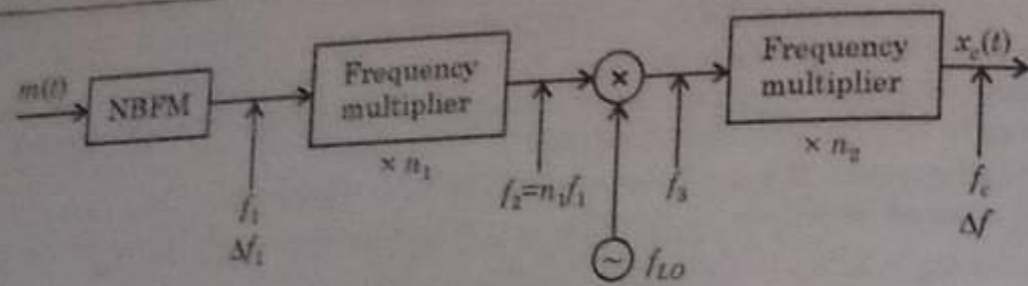 m(t)
NBFM
Frequency
multiplier
× n₁
Frequency
multiplier
× n₂
x_c(t)
×
f₁
Δf₁
f₂=n₁f₁
f₃
~
f_LO
f_c
Δf